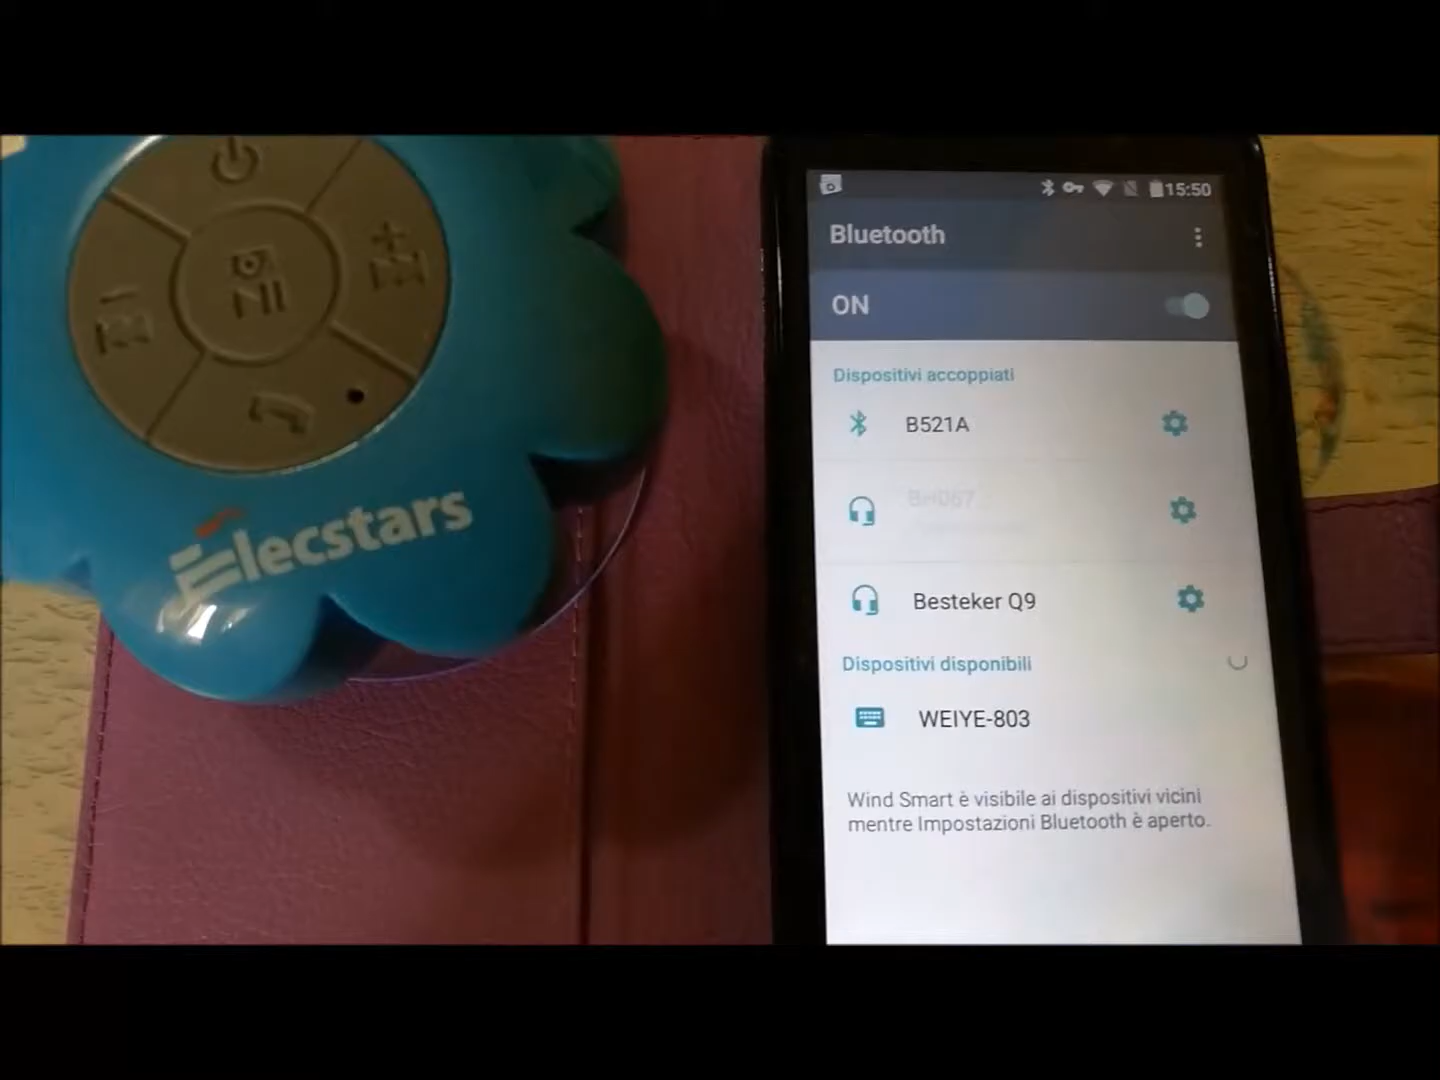 Elecstars
15:50
Bluetooth
ON
Dispositivi accoppiati
B521A
Besteker Q9
Dispositivi disponibili
WEIYE-803
Wind Smart è visibile ai dispositivi vicini
mentre Impostazioni Bluetooth è aperto.